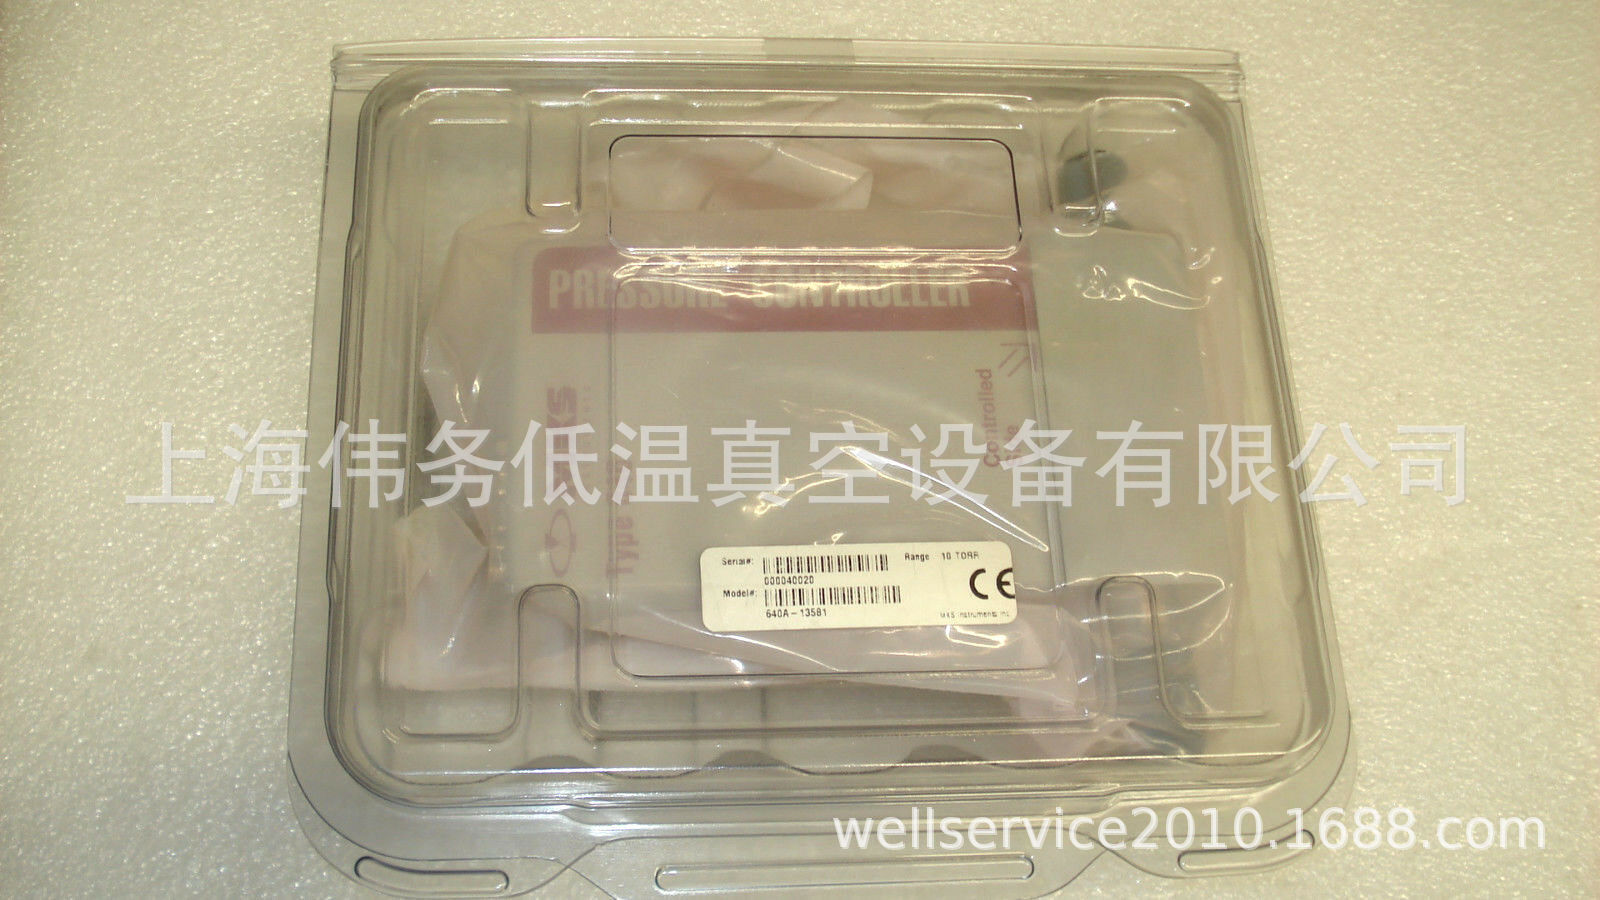 PRESSURE CONTROLLER
Controlled
MKS
Type
上海伟务低温真空设备有限公司
Serial#:
Range 10 TORR
000040020
Model#:
CE
640A-13581
MKS Instruments Inc
wellservice2010.1688.com